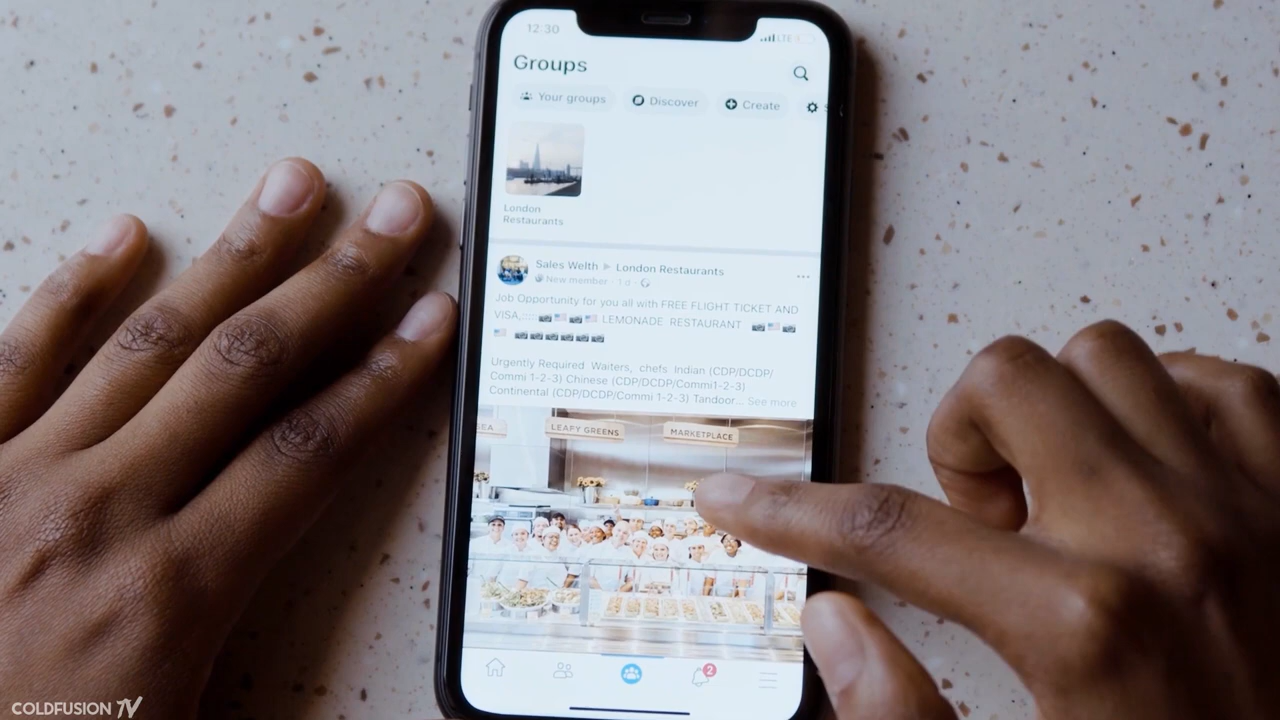 12:30
LTE
Groups
Your groups
Discover
Create
London
Restaurants
Sales Welth ▶ London Restaurants
New member · 1 d ·
Job Opportunity for you all with FREE FLIGHT TICKET AND
VISA,::::: LEMONADE RESTAURANT
Urgently Required Waiters, chefs Indian (CDP/DCDP/
Commi 1-2-3) Chinese (CDP/DCDP/Commi1-2-3)
Continental (CDP/DCDP/Commi 1-2-3) Tandoor... See more
SEA
LEAFY GREENS
MARKETPLACE
2
COLDFUSION TV